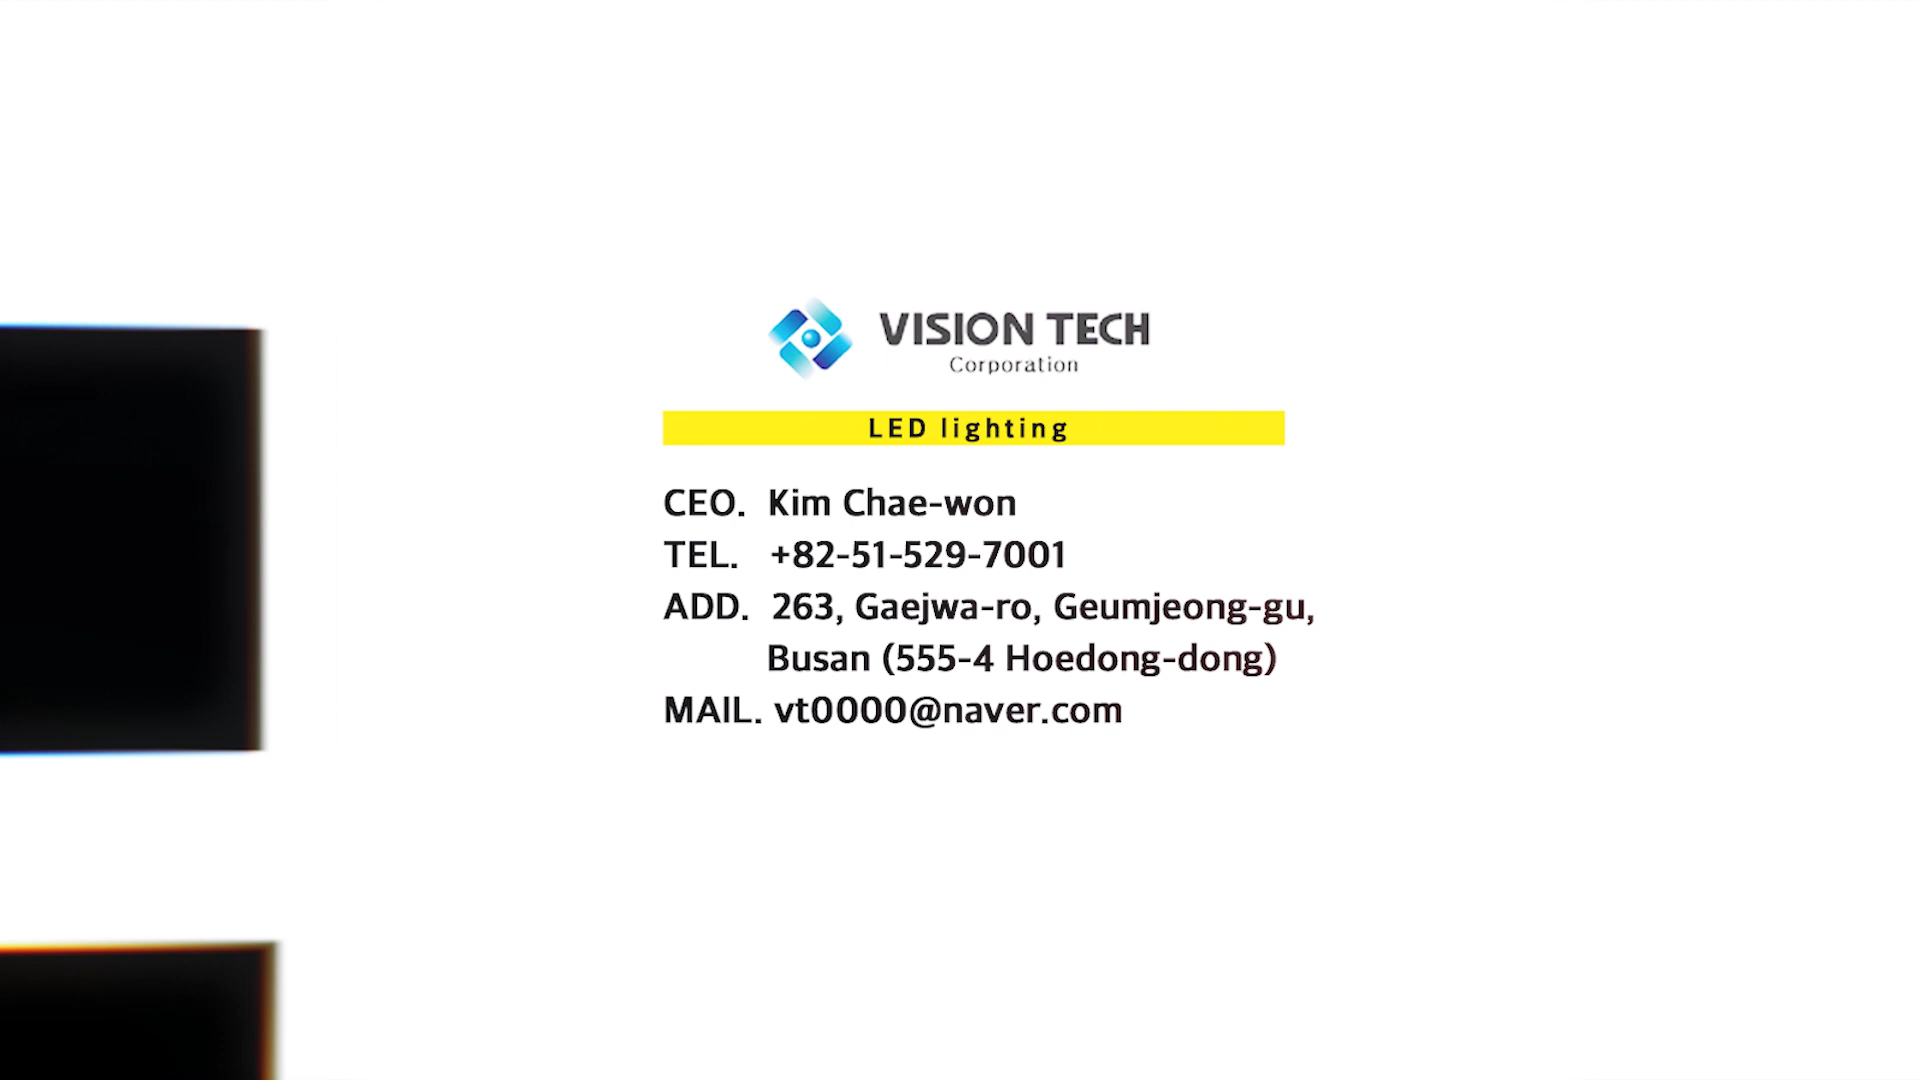 VISION TECH
Corporation
LED lighting
CEO. Kim Chae-won
TEL. +82-51-529-7001
ADD. 263, Gaejwa-ro, Geumjeong-gu,
Busan (555-4 Hoedong-dong)
MAIL. vt0000@naver.com